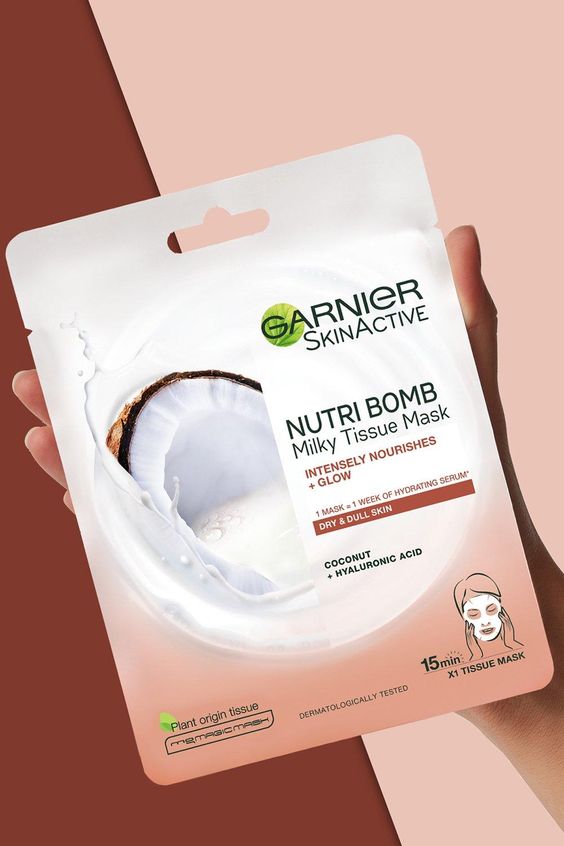 GARNIER
SKINACTIVE
NUTRI BOMB
Milky Tissue Mask
INTENSELY NOURISHES
+ GLOW
1 MASK = 1 WEEK OF HYDRATING SERUM*
DRY & DULL SKIN
COCONUT
+ HYALURONIC ACID
15min
X1 TISSUE MASK
DERMATOLOGICALLY TESTED
Plant origin tissue